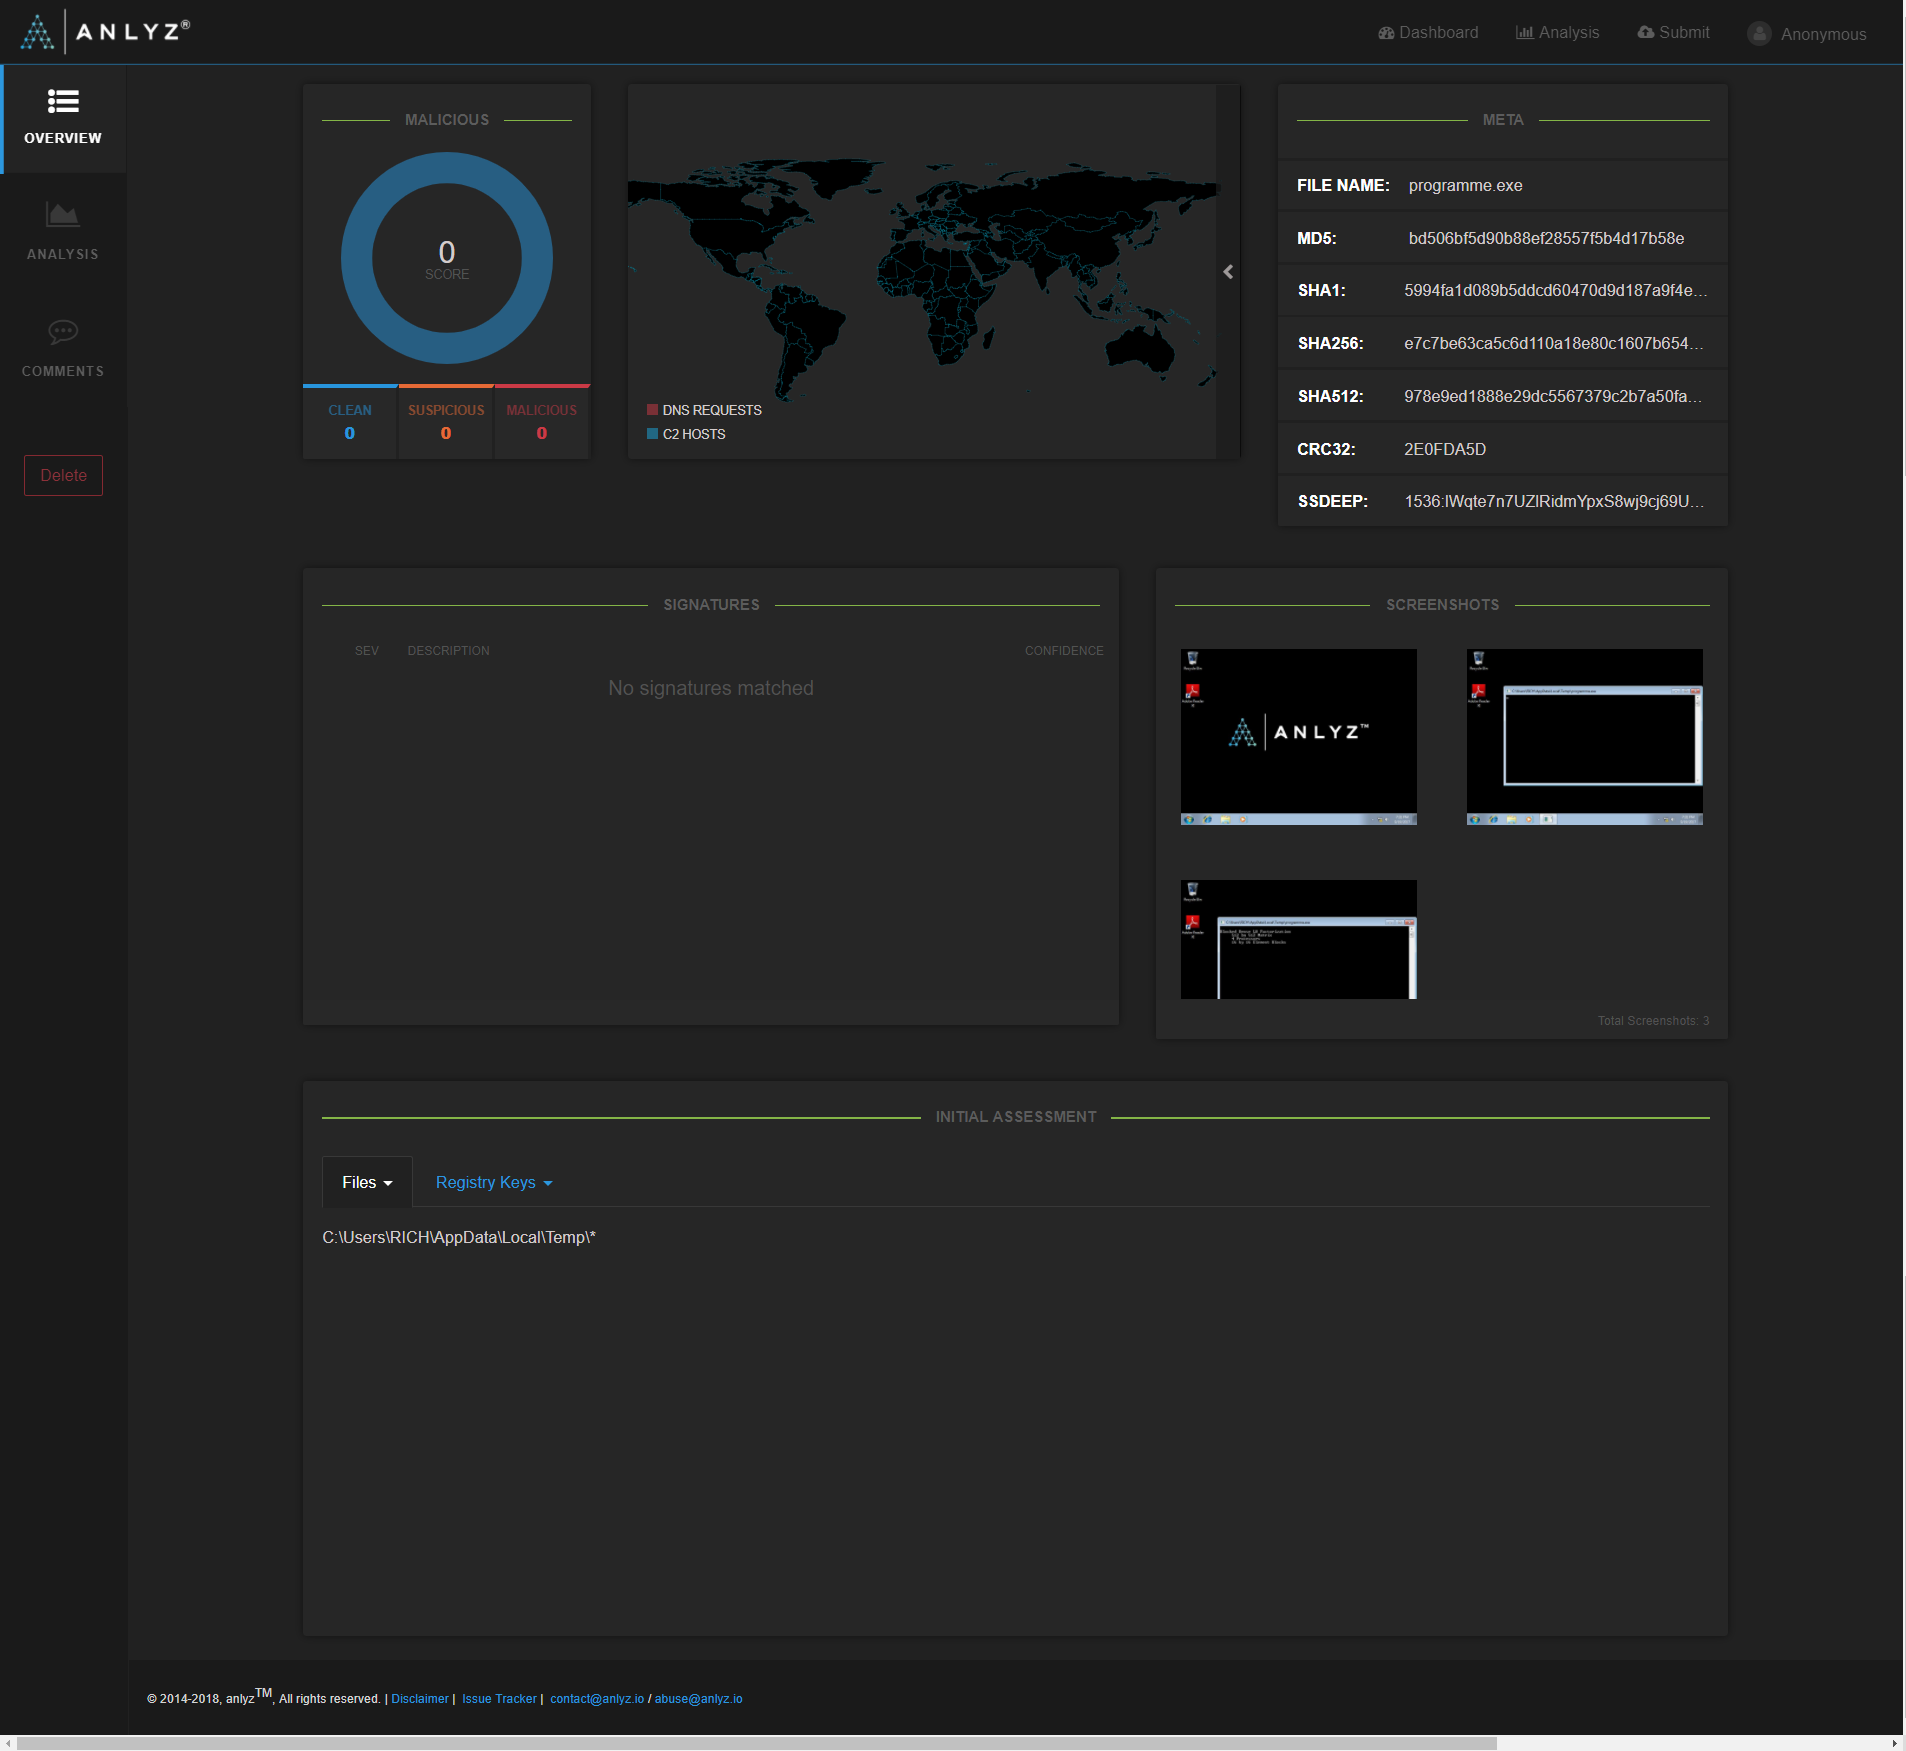 ANLYZ®
Dashboard
Analysis
Submit
Anonymous
OVERVIEW
ANALYSIS
COMMENTS
Delete
MALICIOUS
0
SCORE
CLEAN
0
SUSPICIOUS
0
MALICIOUS
0
DNS REQUESTS
C2 HOSTS
META
FILE NAME: programme.exe
MD5: bd506bf5d90b88ef28557f5b4d17b58e
SHA1: 5994fa1d089b5ddcd60470d9d187a9f4e...
SHA256: e7c7be63ca5c6d110a18e80c1607b654...
SHA512: 978e9ed1888e29dc5567379c2b7a50fa...
CRC32: 2E0FDA5D
SSDEEP: 1536:lWqte7n7UZlRidmYpxS8wj9cj69U...
SIGNATURES
SEV DESCRIPTION CONFIDENCE
No signatures matched
SCREENSHOTS
ANLYZ™
Total Screenshots: 3
INITIAL ASSESSMENT
Files
Registry Keys
C:\Users\RICH\AppData\Local\Temp\*
© 2014-2018, anlyzTM, All rights reserved. | Disclaimer | Issue Tracker | contact@anlyz.io / abuse@anlyz.io